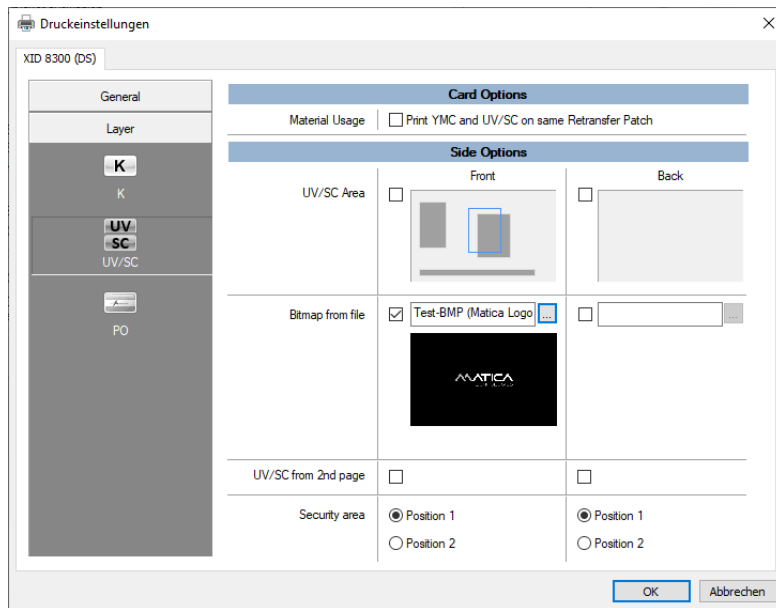 Druckeinstellungen
XID 8300 (DS)
General
Layer
K
K
UV
SC
UV/SC
PO
Card Options
Material Usage Print YMC and UV/SC on same Retransfer Patch
Side Options
Front Back
UV/SC Area
Bitmap from file Test-BMP (Matica Logo ... ...
MATICA
UV/SC from 2nd page
Security area Position 1 Position 1
Position 2 Position 2
OK Abbrechen